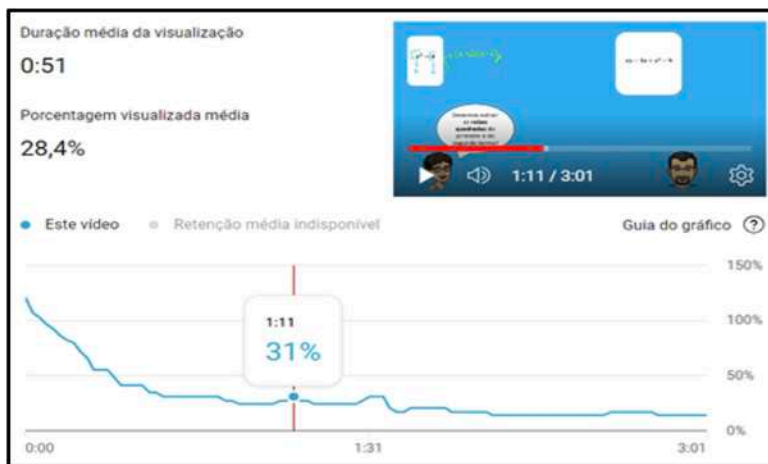 Duração média da visualização
0:51
Porcentagem visualizada média
28,4%
1:11 / 3:01
Este vídeo
Retenção média indisponível
Guia do gráfico ?
150%
1:11
31%
100%
50%
0%
0:00
1:31
3:01